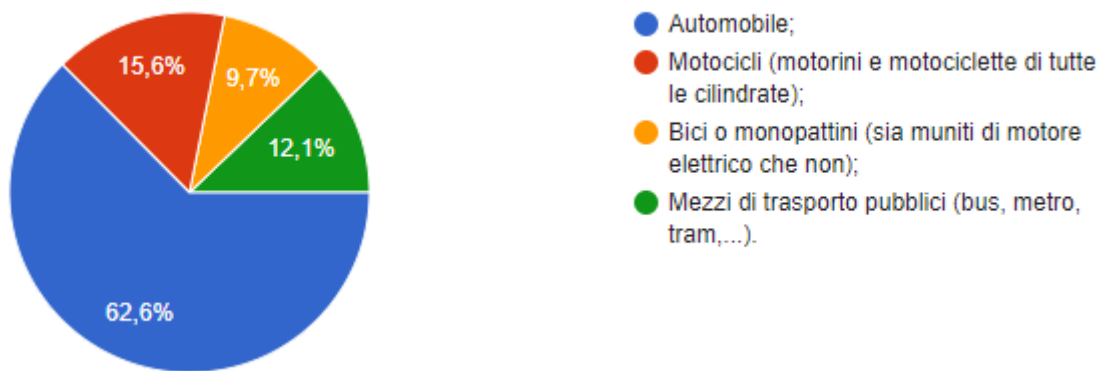 15,6%
9,7%
12,1%
62,6%
Automobile;
Motocicli (motorini e motociclette di tutte
le cilindrate);
Bici o monopattini (sia muniti di motore
elettrico che non);
Mezzi di trasporto pubblici (bus, metro,
tram,...).